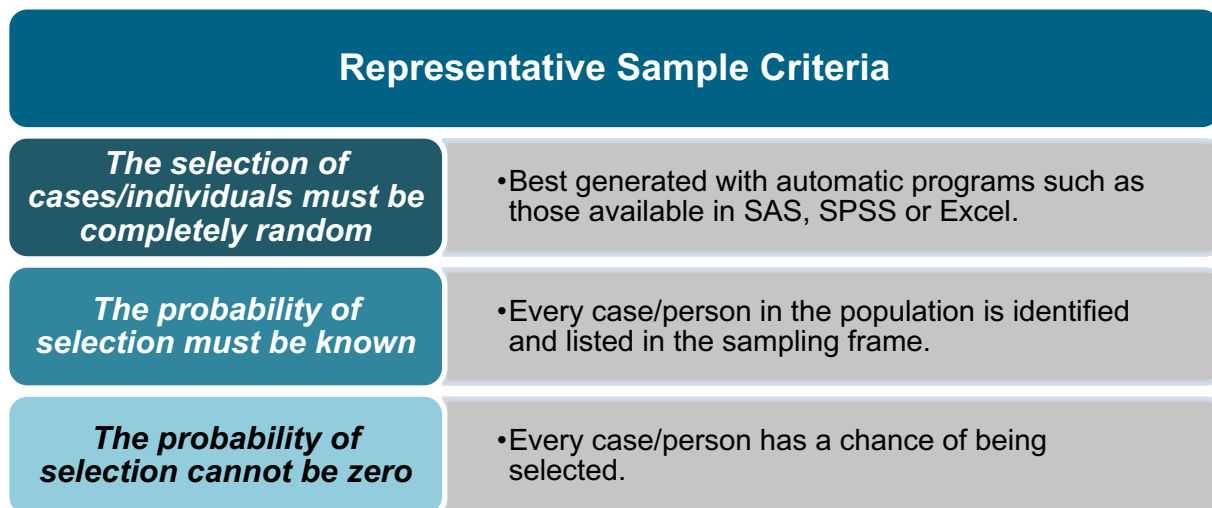 Representative Sample Criteria
The selection of
cases/individuals must be
completely random
•Best generated with automatic programs such as
those available in SAS, SPSS or Excel.
The probability of
selection must be known
•Every case/person in the population is identified
and listed in the sampling frame.
The probability of
selection cannot be zero
•Every case/person has a chance of being
selected.